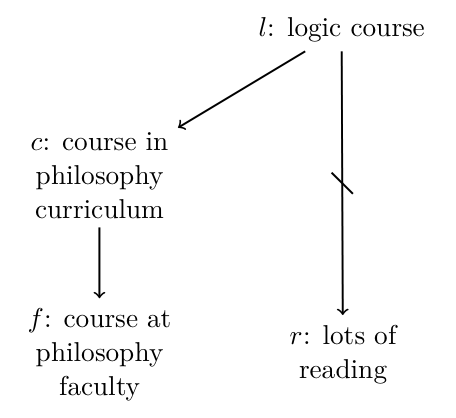 l: logic course
c: course in
philosophy
curriculum
f: course at
philosophy
faculty
r: lots of
reading